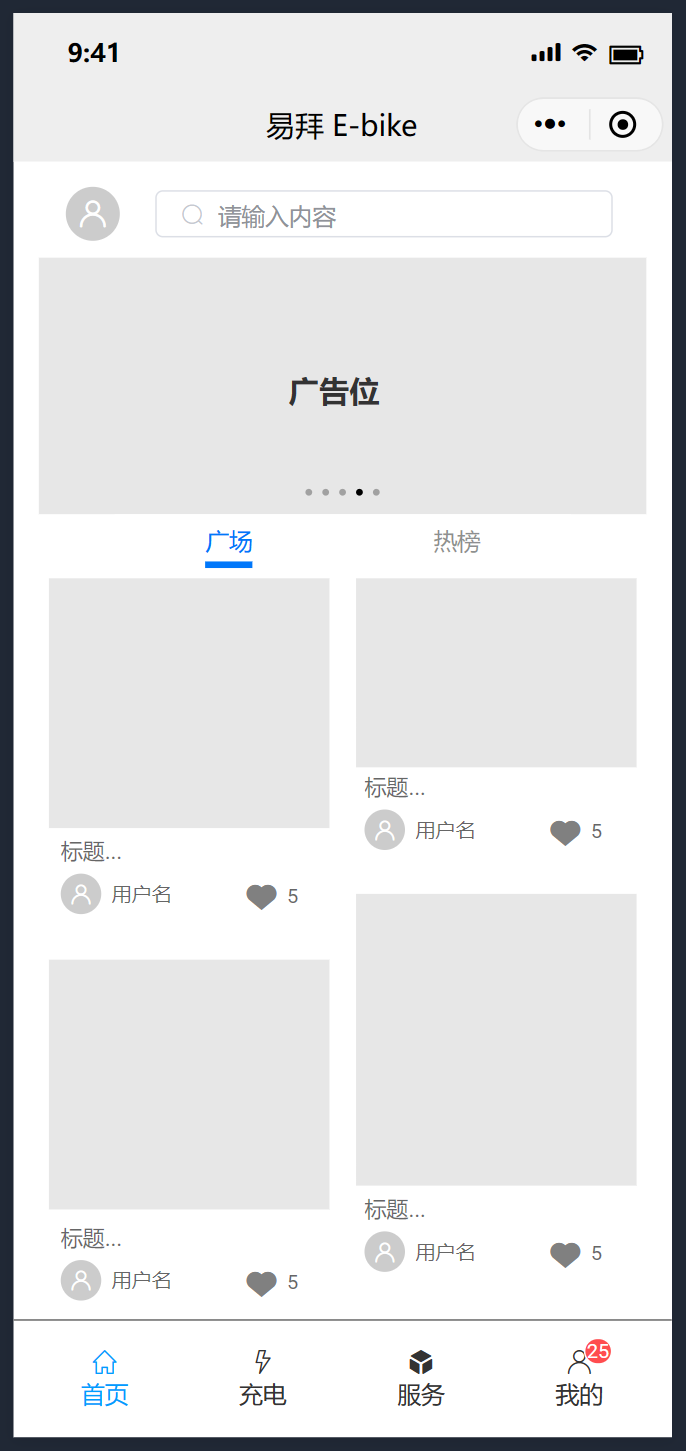 9:41
易拜 E-bike
请输入内容
广告位
广场 热榜
标题...
用户名 5
标题...
用户名 5
标题...
用户名 5
标题...
用户名 5
25
首页 充电 服务 我的